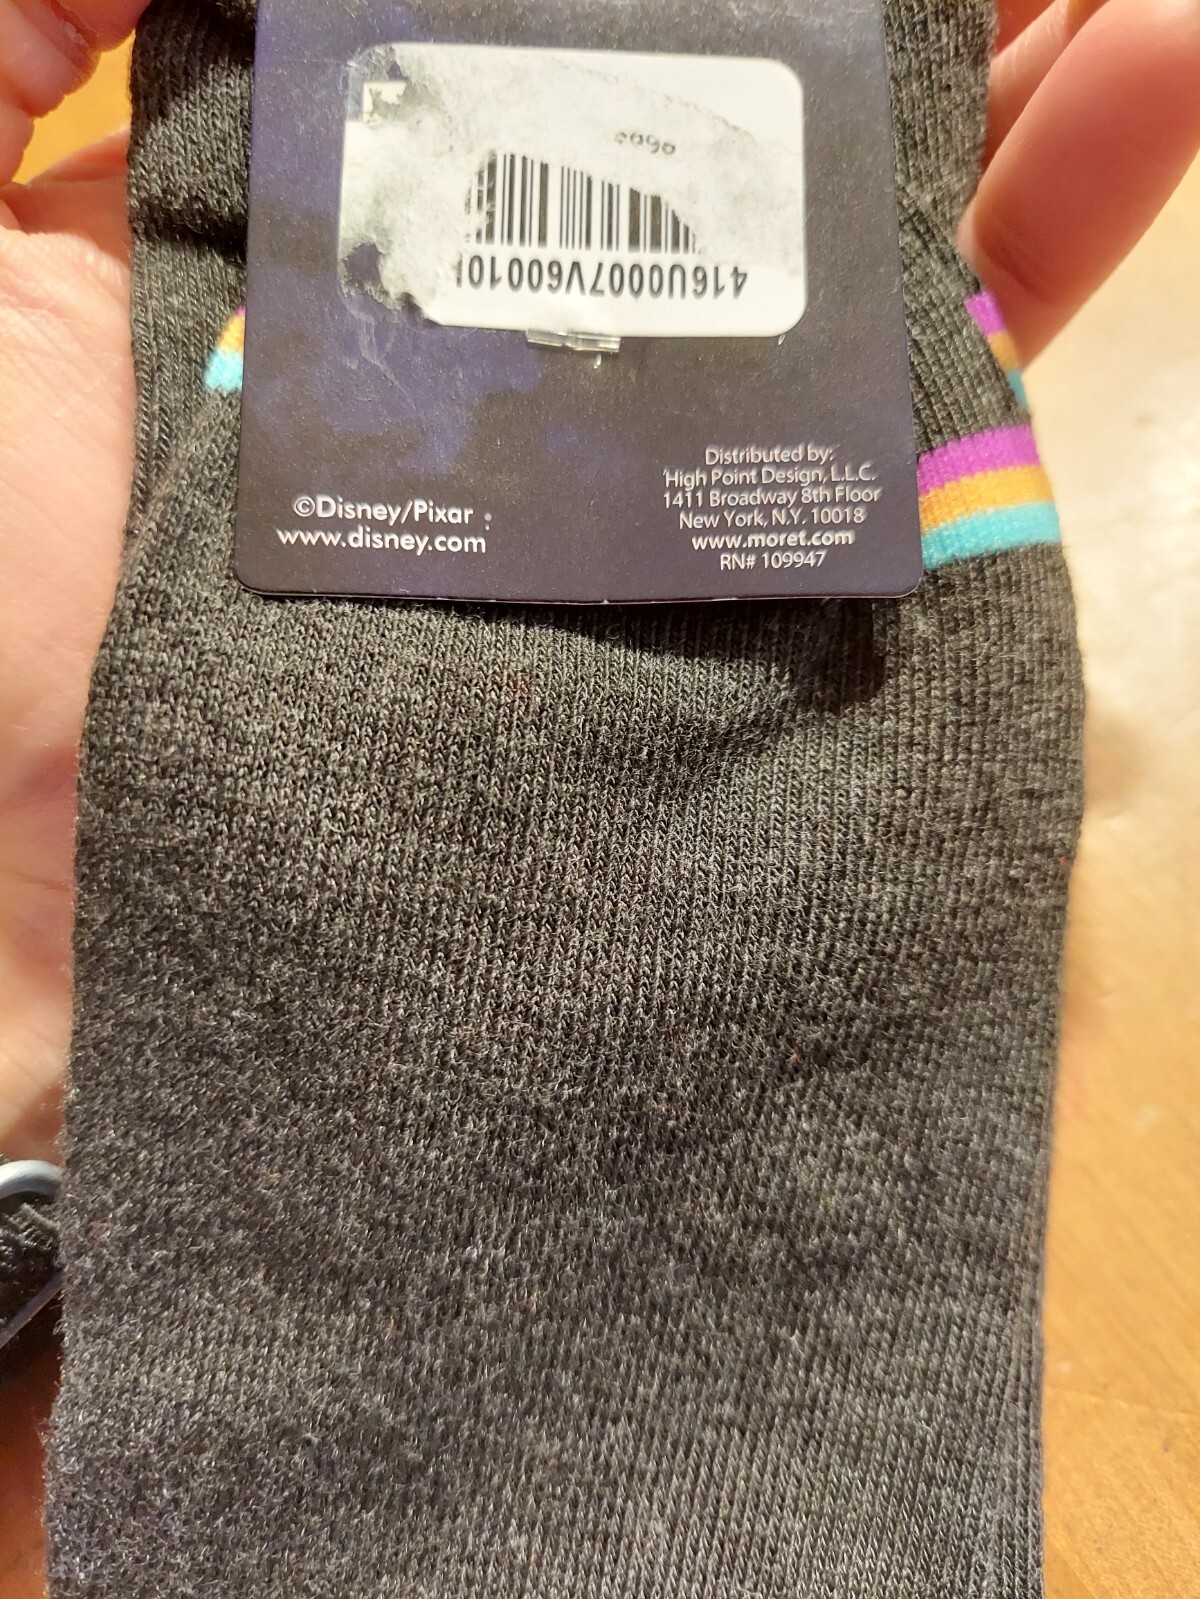 416U0007V60010
©Disney/Pixar
www.disney.com
Distributed by:
High Point Design, L.L.C.
1411 Broadway 8th Floor
New York, N.Y. 10018
www.moret.com
RN# 109947